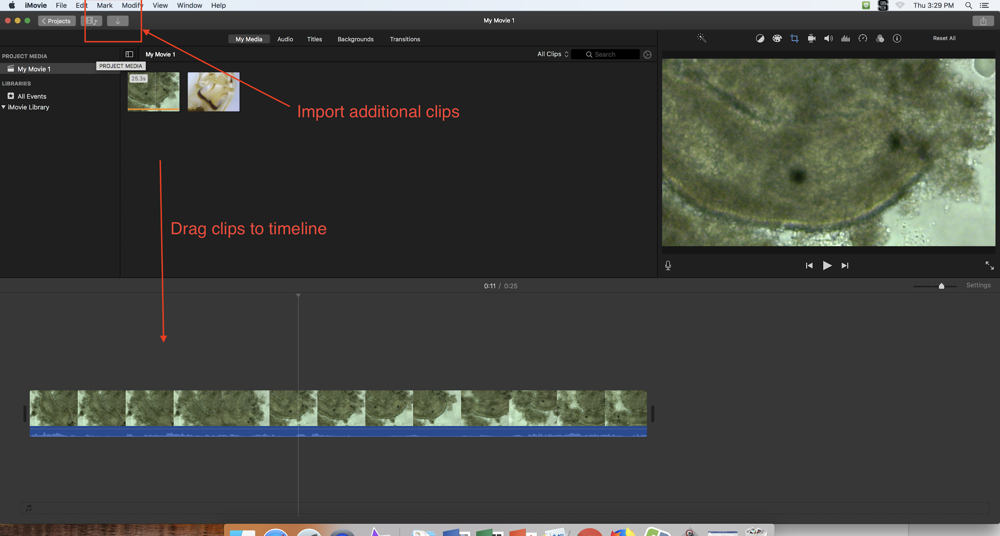 iMovie File Edit Mark Modify View Window Help Thu 3:29 PM
Projects My Movie 1
My Media Audio Titles Backgrounds Transitions Reset All
PROJECT MEDIA My Movie 1 All Clips Search
My Movie 1
PROJECT MEDIA
25.3s
LIBRARIES
All Events
iMovie Library
Import additional clips
Drag clips to timeline
0:11 / 0:25 Settings